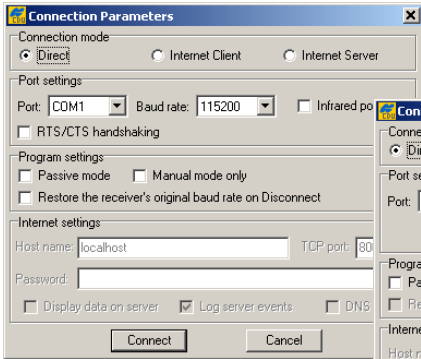 Connection Parameters
Connection mode
Direct Internet Client Internet Server
Port settings
Port: COM1 Baud rate: 115200 Infrared po
RTS/CTS handshaking
Program settings
Passive mode Manual mode only
Restore the receiver's original baud rate on Disconnect
Internet settings
Host name: localhost TCP port: 80
Password:
Display data on server Log server events DNS
Connect Cancel
Con
Conne
Di
Port se
Port:
Progra
Pa
Re
Interne
Host n